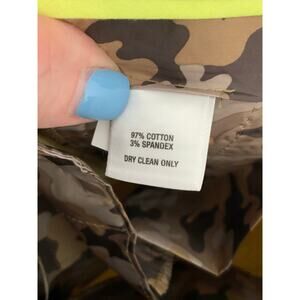 97% COTTON
3% SPANDEX
DRY CLEAN ONLY